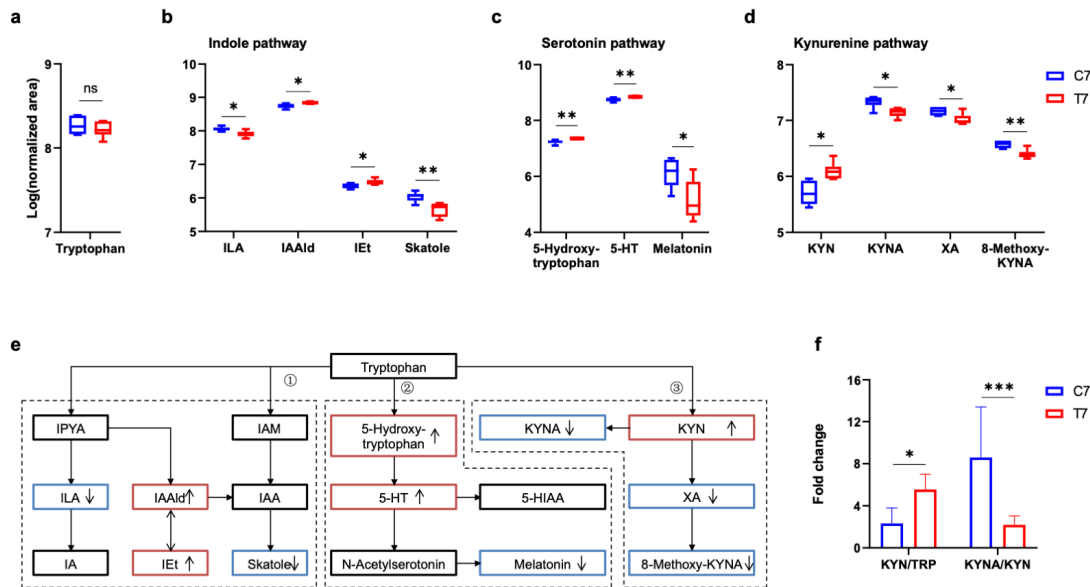 a
ns
Log(normalized area)
9
8
7
Tryptophan
b
Indole pathway
10
9
8
7
6
5
*
*
*
**
ILA
IAAld
IEt
Skatole
c
Serotonin pathway
10
8
6
4
**
**
*
5-Hydroxy-
tryptophan
5-HT
Melatonin
d
Kynurenine pathway
8
7
6
5
*
*
*
**
KYN
KYNA
XA
8-Methoxy-
KYNA
C7
T7
e
Tryptophan
①
②
③
IPYA
IAM
5-Hydroxy-
tryptophan ↑
KYNA ↓
KYN ↑
ILA ↓
IAAld ↑
IAA
5-HT ↑
5-HIAA
XA ↓
IA
IEt ↑
Skatole ↓
N-Acetylserotonin
Melatonin ↓
8-Methoxy-KYNA ↓
f
Fold change
16
12
8
4
0
*
***
KYN/TRP
KYNA/KYN
C7
T7